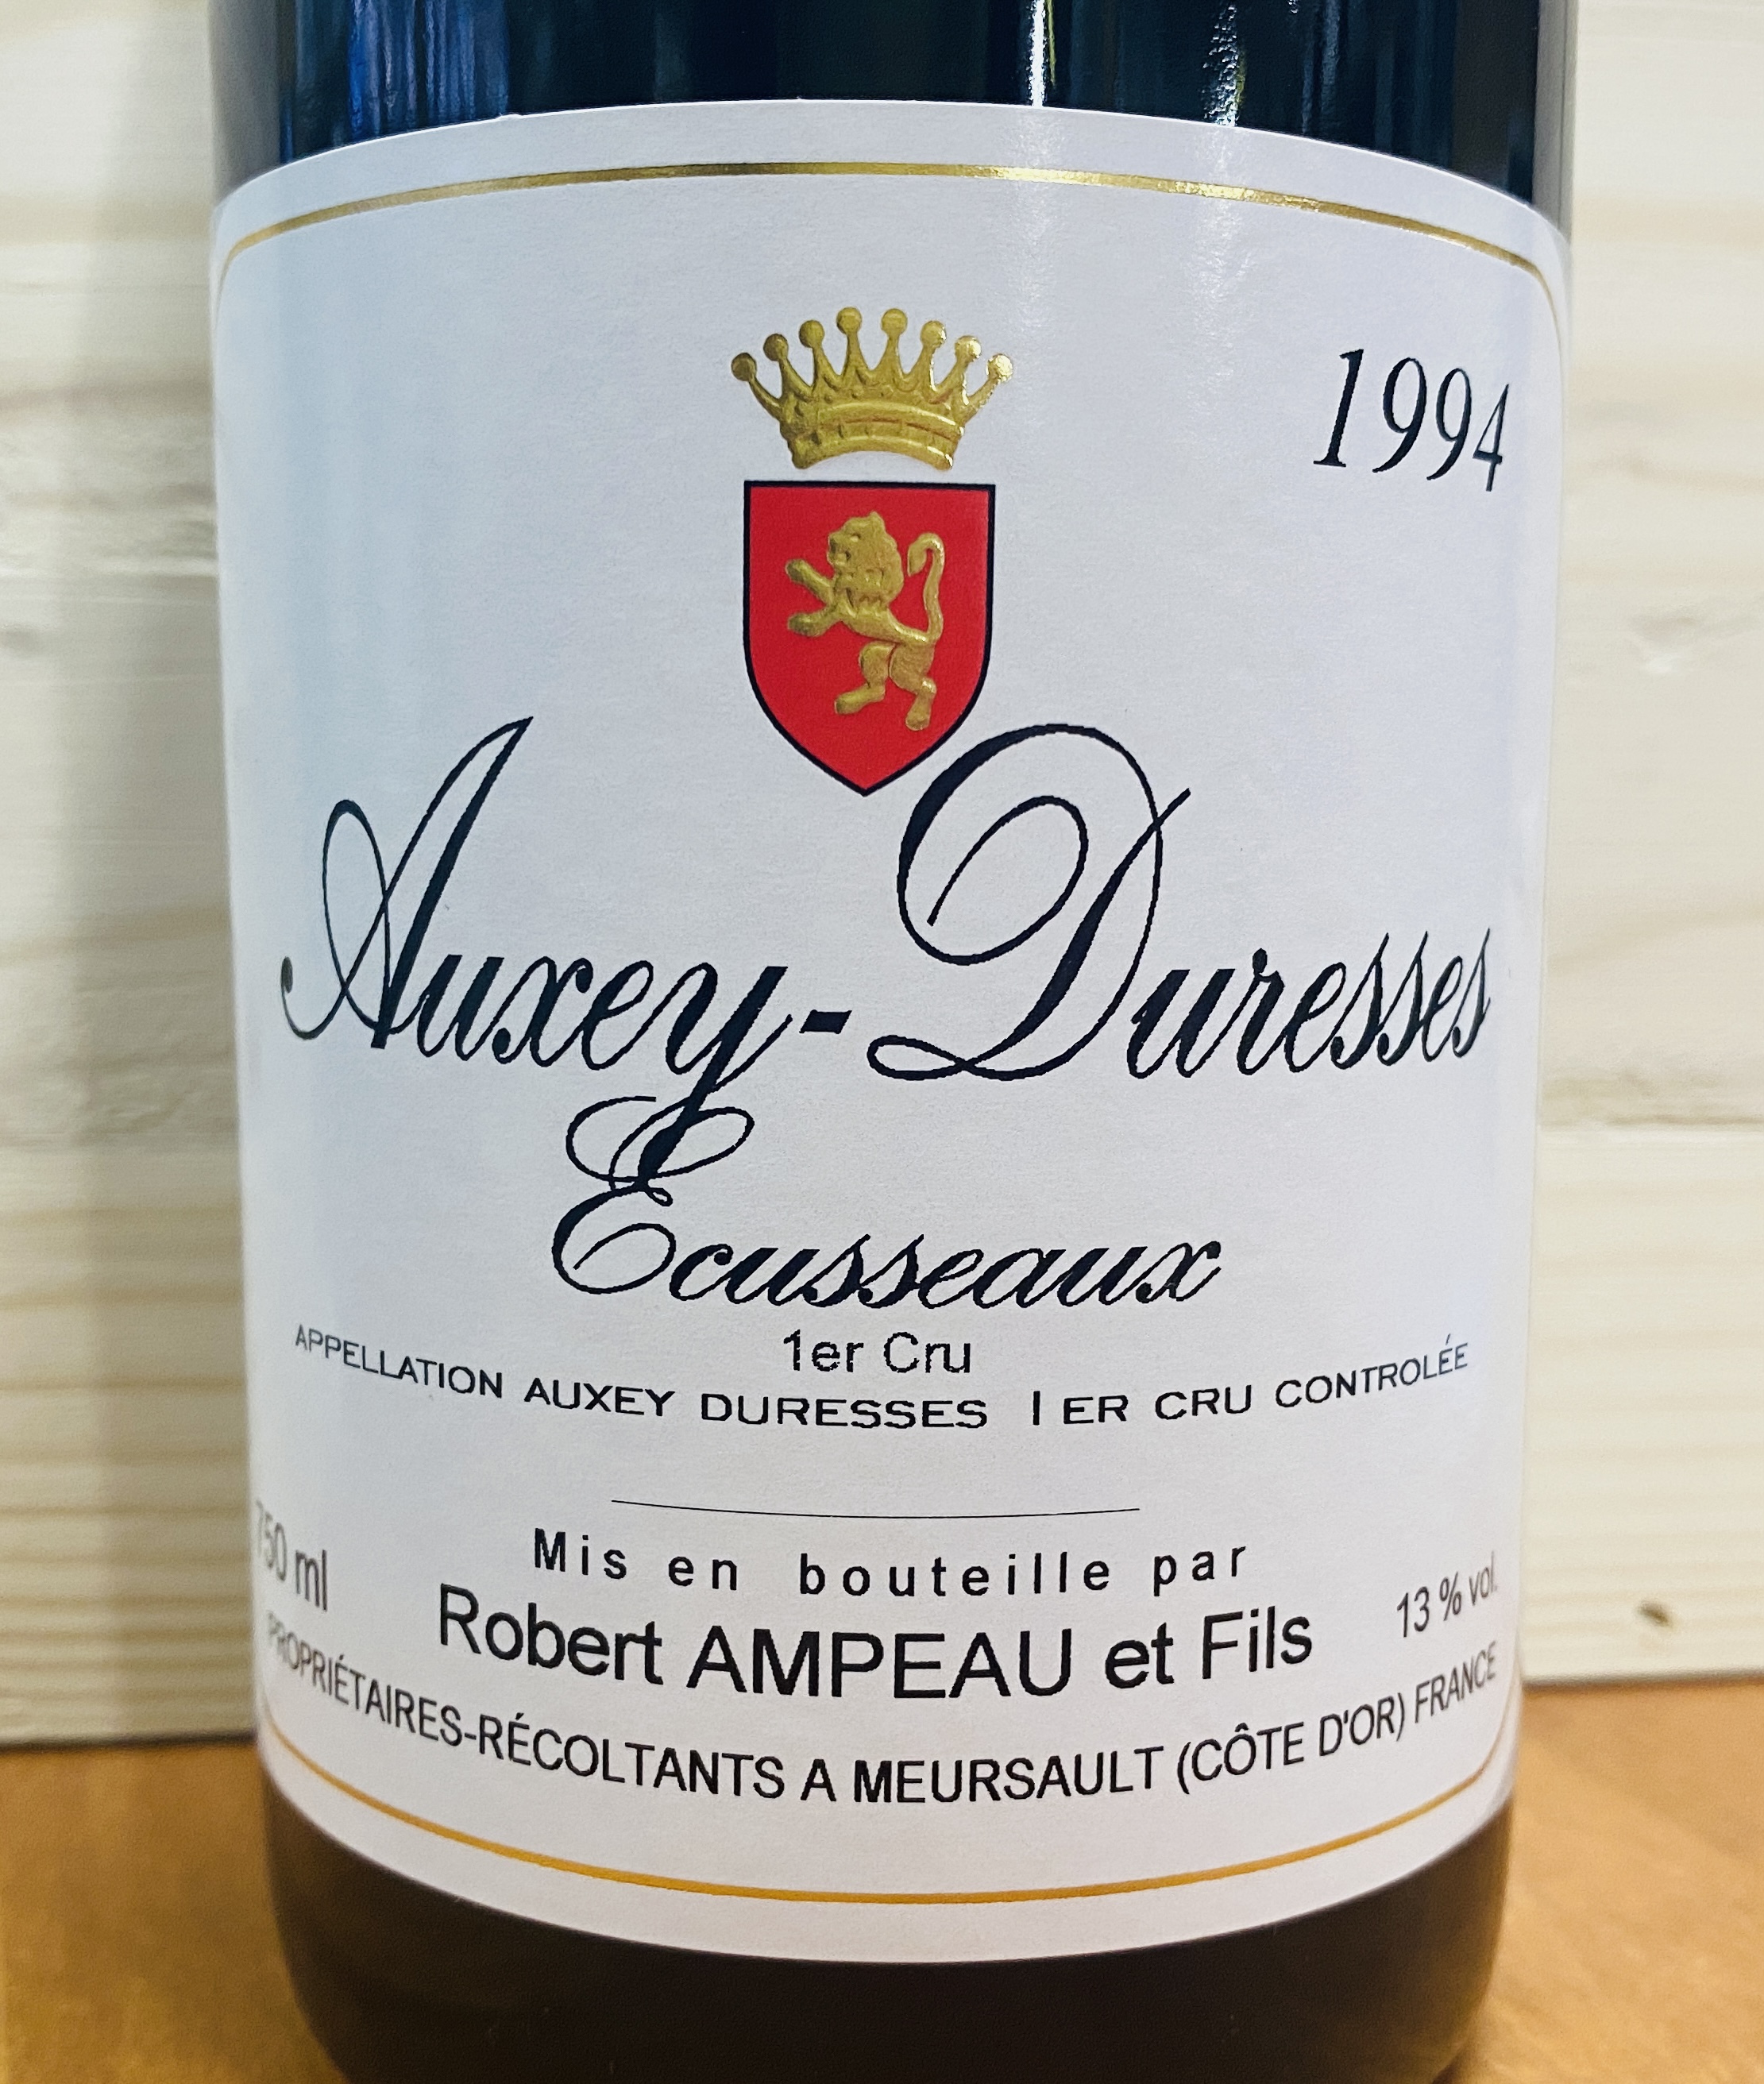 1994
Auxey-Duresses
Ecusseaux
1er Cru
APPELLATION AUXEY DURESSES 1ER CRU CONTROLÉE
750 ml
Mis en bouteille par
Robert AMPEAU et Fils
13 % vol.
PROPRIÉTAIRES-RÉCOLTANTS A MEURSAULT (CÔTE D'OR) FRANCE